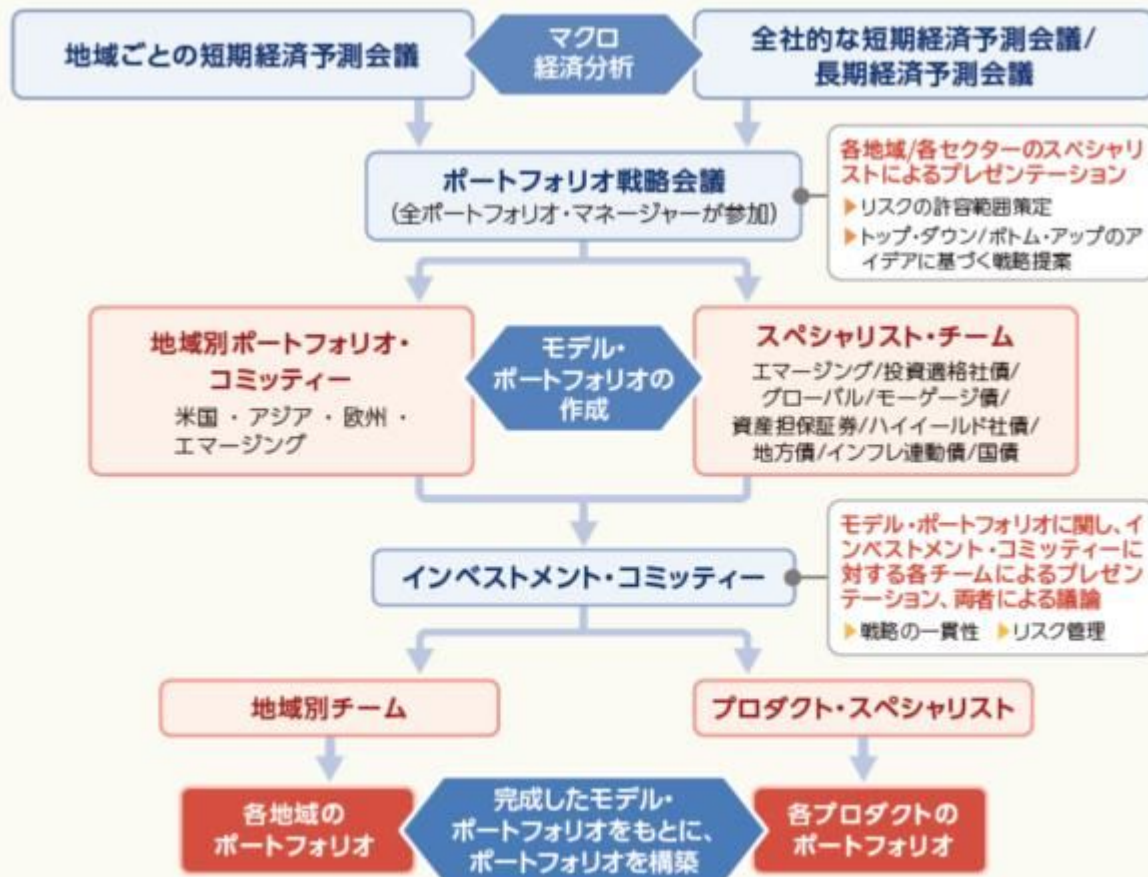 地域ごとの短期経済予測会議
マクロ
経済分析
全社的な短期経済予測会議/
長期経済予測会議
ポートフォリオ戦略会議
(全ポートフォリオ・マネージャーが参加)
各地域/各セクターのスペシャリ
ストによるプレゼンテーション
▶リスクの許容範囲策定
▶トップ・ダウン/ボトム・アップのア
イデアに基づく戦略提案
地域別ポートフォリオ・
コミッティー
米国・アジア・欧州・
エマージング
モデル・
ポートフォリオの
作成
スペシャリスト・チーム
エマージング/投資適格社債/
グローバル/モーゲージ債/
資産担保証券/ハイイールド社債/
地方債/インフレ連動債/国債
インベストメント・コミッティー
モデル・ポートフォリオに関し、イ
ンベストメント・コミッティーに
対する各チームによるプレゼン
テーション、両者による議論
▶戦略の一貫性 ▶リスク管理
地域別チーム
プロダクト・スペシャリスト
各地域の
ポートフォリオ
完成したモデル・
ポートフォリオをもとに、
ポートフォリオを構築
各プロダクトの
ポートフォリオ